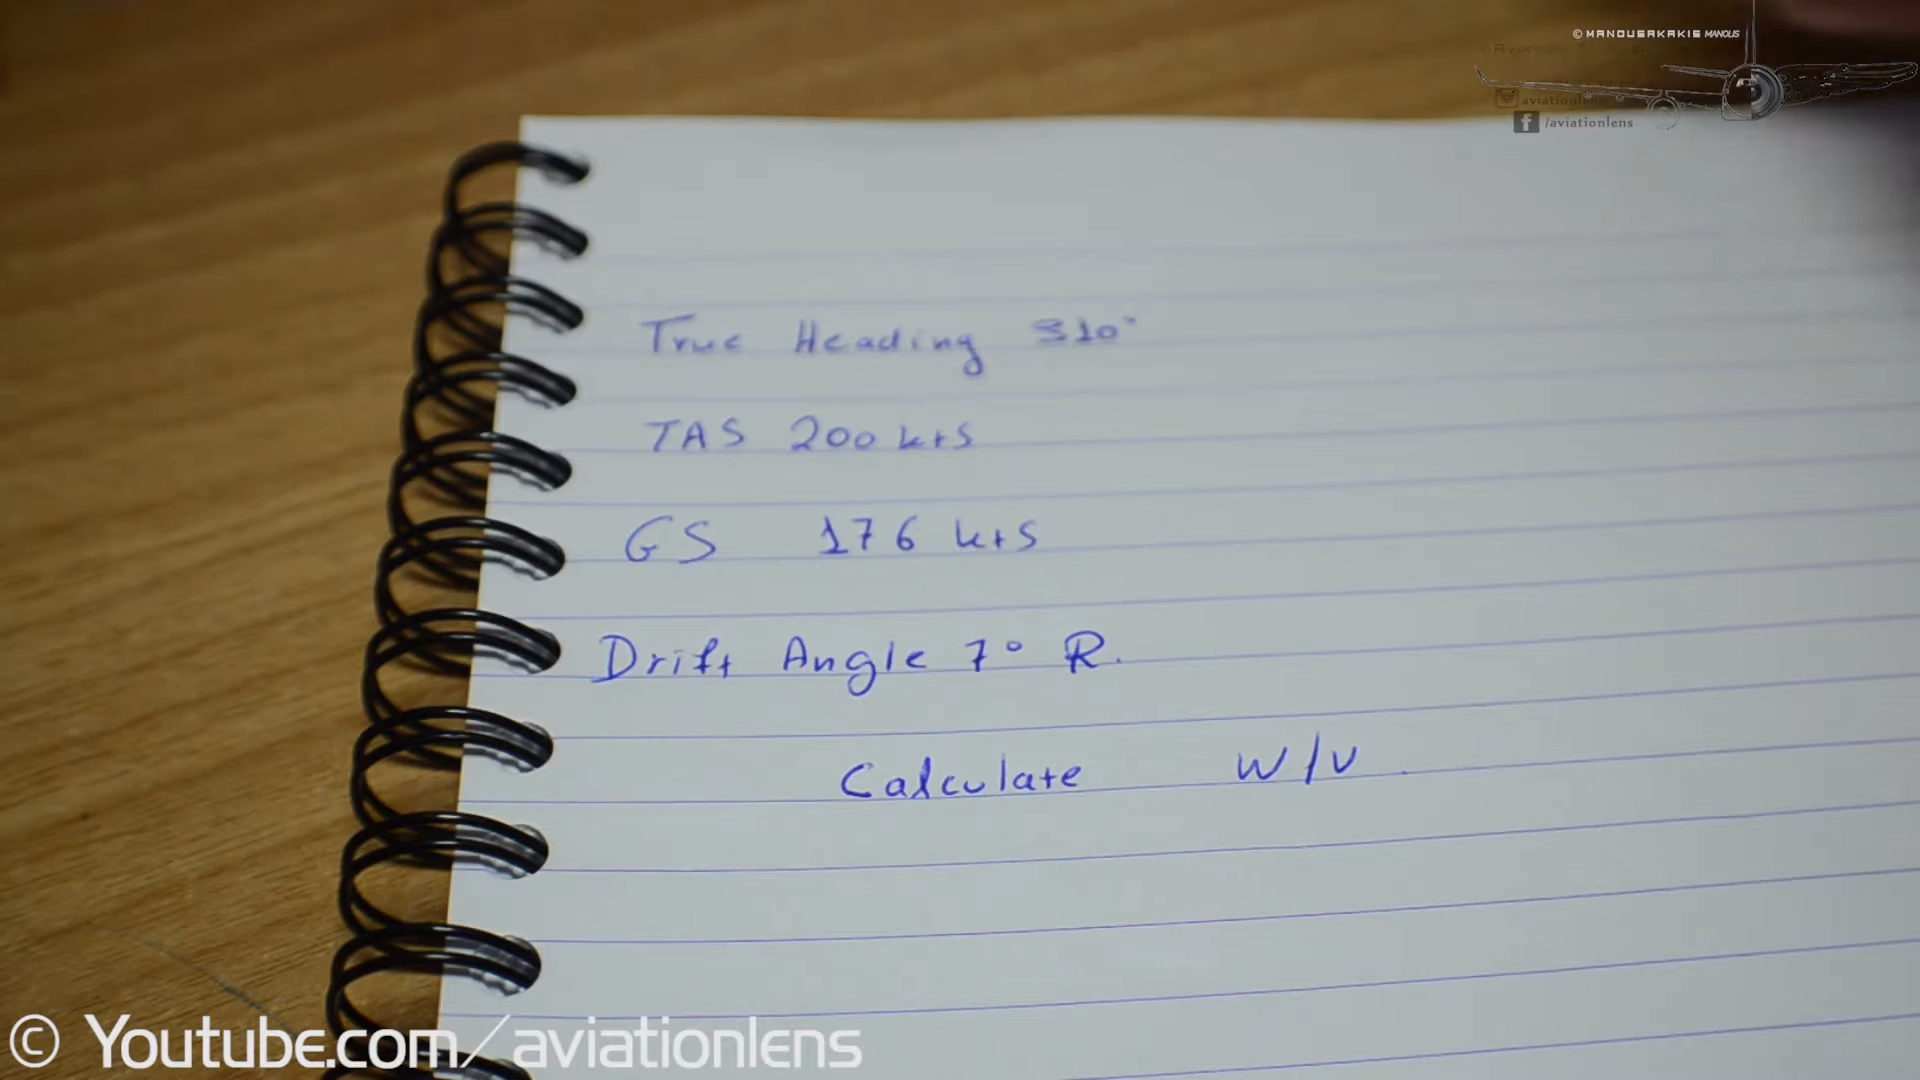 © MANOUSAKAKIS MANOLIS
aviationlens
/aviationlens
True Heading 310°
TAS 200 kts
GS 176 kts
Drift Angle 7° R.
Calculate W/V.
© Youtube.com/aviationlens